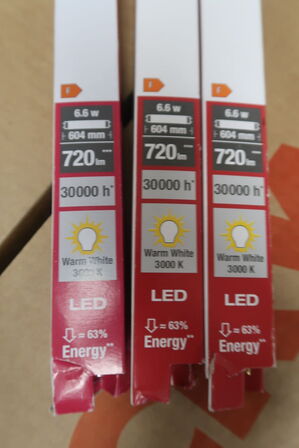 F
6.6 w
604 mm
720 lm ***
30000 h*
Warm White
3000 K
LED
≈ 63%
Energy**
F
6.6 w
604 mm
720 lm ***
30000 h*
Warm White
3000 K
LED
≈ 63%
Energy**
F
6.6 w
604 mm
720 lm ***
30000 h*
Warm White
3000 K
LED
≈ 63%
Energy**